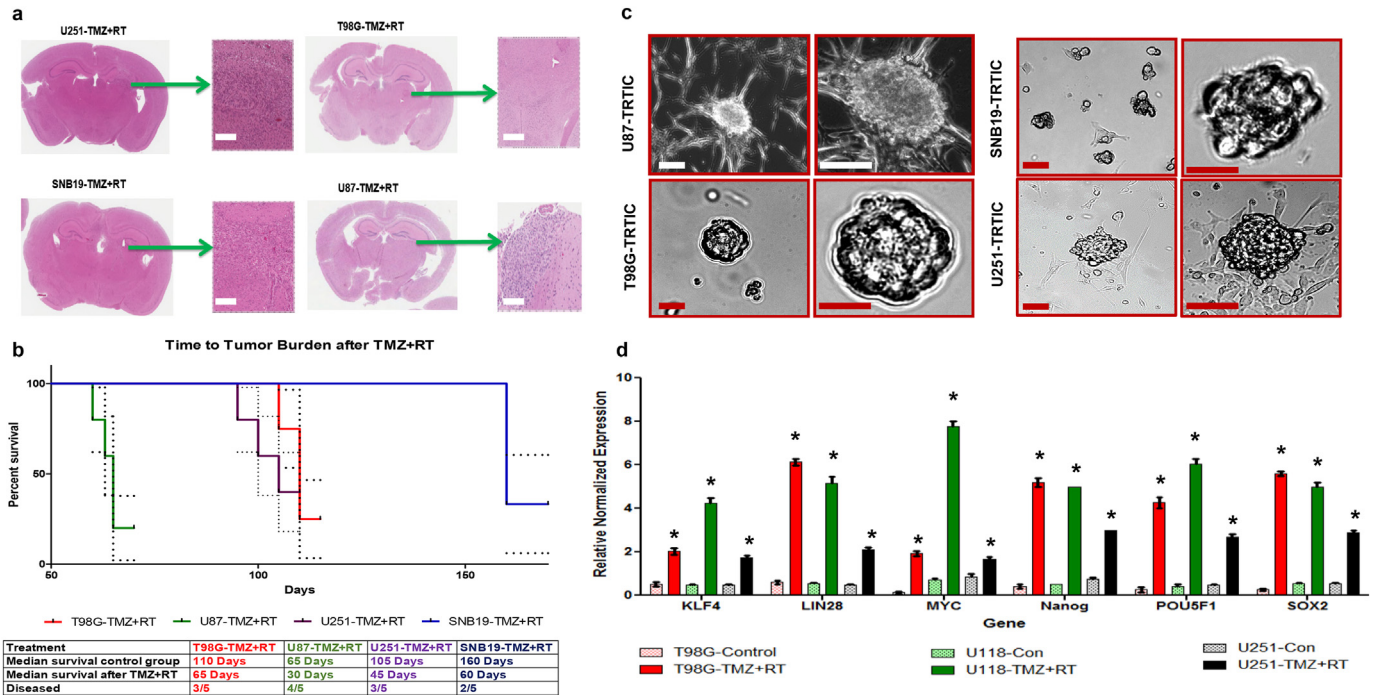 a
U251-TMZ+RT
T98G-TMZ+RT
SNB19-TMZ+RT
U87-TMZ+RT
b
Time to Tumor Burden after TMZ+RT
Percent survival
100
50
0
50
100
150
Days
T98G-TMZ+RT
U87-TMZ+RT
U251-TMZ+RT
SNB19-TMZ+RT
Treatment T98G-TMZ+RT U87-TMZ+RT U251-TMZ+RT SNB19-TMZ+RT
Median survival control group 110 Days 65 Days 105 Days 160 Days
Median survival after TMZ+RT 65 Days 30 Days 45 Days 60 Days
Diseased 3/5 4/5 3/5 2/5
c
U87-TRTIC
SNB19-TRTIC
T98G-TRTIC
U251-TRTIC
d
Relative Normalized Expression
10
8
6
4
2
0
* * * * * * * * * * * * * * * * * *
KLF4 LIN28 MYC Nanog POU5F1 SOX2
Gene
T98G-Control
T98G-TMZ+RT
U118-Con
U118-TMZ+RT
U251-Con
U251-TMZ+RT